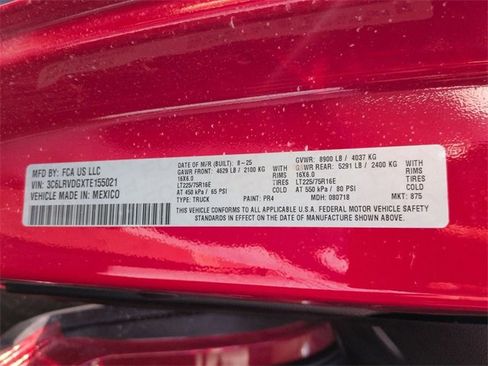 MFD BY: FCA US LLC
VIN: 3C6LRVDGXTE155021
VEHICLE MADE IN: MEXICO
DATE OF M/R (BUILT): 8-25 GVWR: 8900 LB / 4037 KG
GAWR FRONT: 4629 LB / 2100 KG WITH GAWR REAR: 5291 LB / 2400 KG WITH
16X6.0 RIMS 16X6.0 RIMS
LT225/75R16E LT225/75R16E
AT 450 kPa / 65 PSI COLD AT 550 kPa / 80 PSI COLD
THIS VEHICLE CONFORMS TO ALL APPLICABLE U.S.A. FEDERAL MOTOR VEHICLE SAFETY
STANDARDS IN EFFECT ON THE DATE OF MANUFACTURE SHOWN ABOVE.
TYPE: TRUCK PAINT: PR4 MDH: 080718 MKT: 875